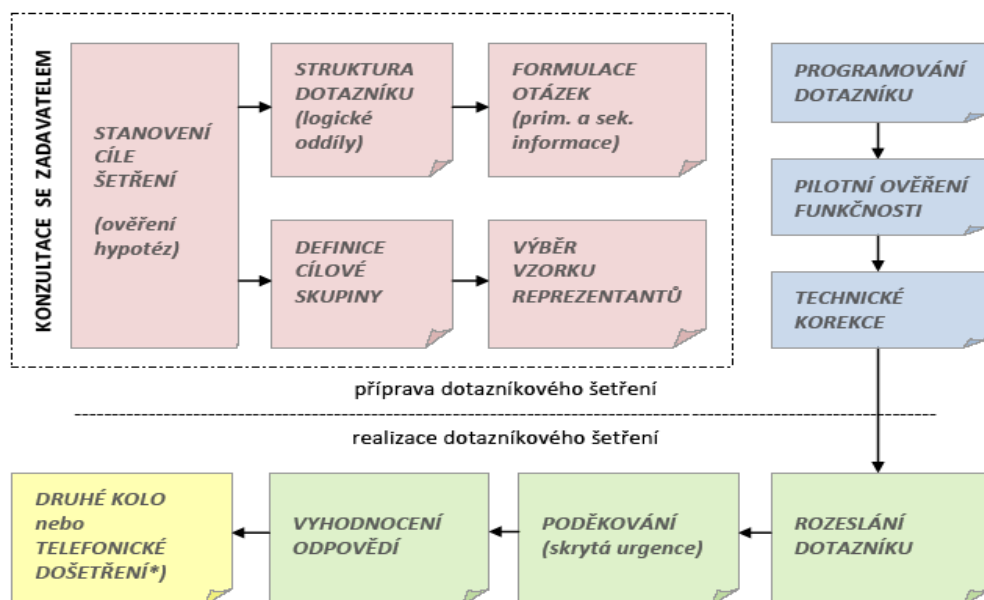 KONZULTACE SE ZADAVATELEM
STANOVENÍ
CÍLE
ŠETŘENÍ
(ověření
hypotéz)
STRUKTURA
DOTAZNÍKU
(logické
oddíly)
FORMULACE
OTÁZEK
(prim. a sek.
informace)
DEFINICE
CÍLOVÉ
SKUPINY
VÝBĚR
VZORKU
REPREZENTANTŮ
PROGRAMOVÁNÍ
DOTAZNÍKU
PILOTNÍ OVĚŘENÍ
FUNKČNOSTI
TECHNICKÉ
KOREKCE
příprava dotazníkového šetření
realizace dotazníkového šetření
DRUHÉ KOLO
nebo
TELEFONICKÉ
DOŠETŘENÍ*)
VYHODNOCENÍ
ODPOVĚDÍ
PODĚKOVÁNÍ
(skrytá urgence)
ROZESLÁNÍ
DOTAZNÍKU